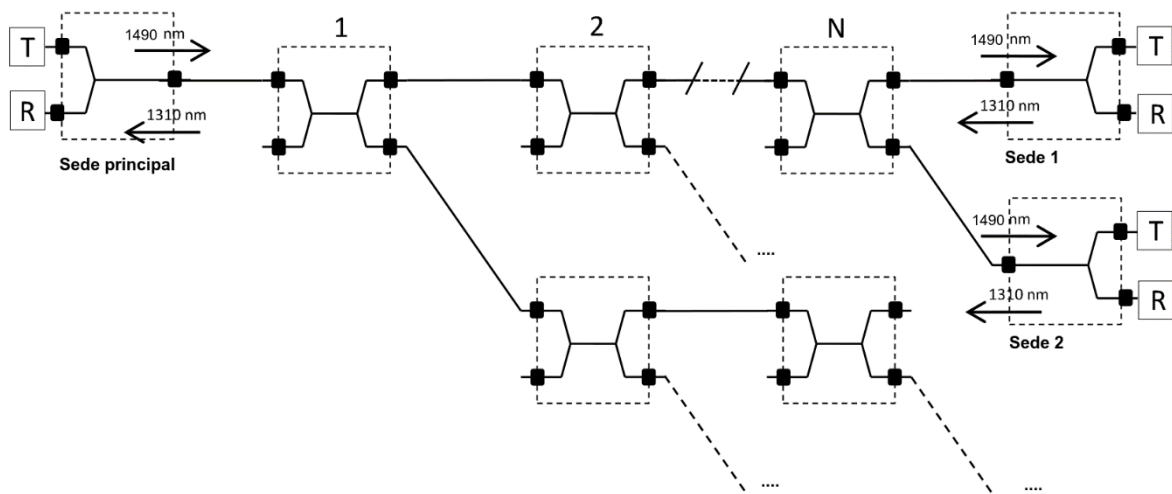 1 2 N
T 1490 nm
R 1310 nm
Sede principal
1490 nm T
1310 nm R
Sede 1
....
1490 nm T
1310 nm R
Sede 2
....
....